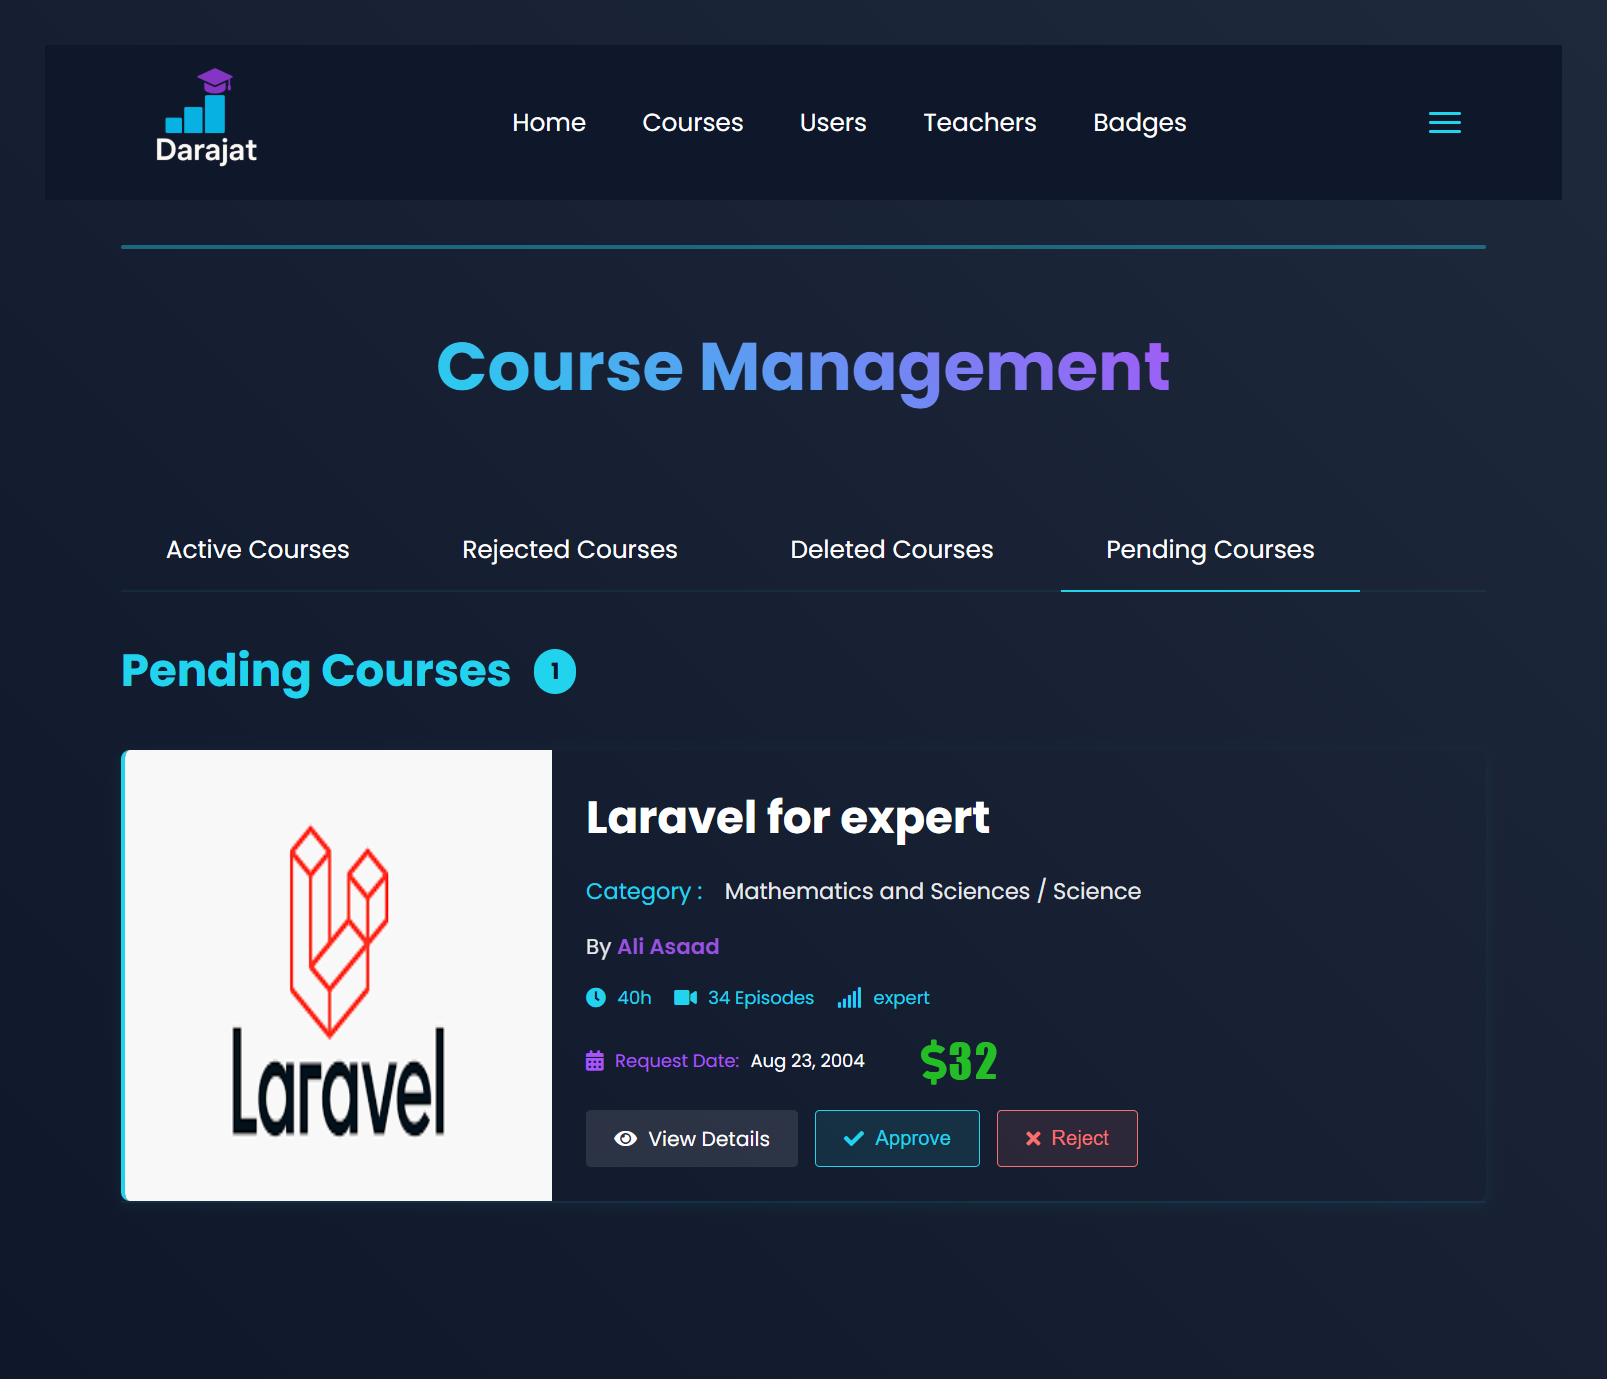 Darajat
Home Courses Users Teachers Badges
Course Management
Active Courses Rejected Courses Deleted Courses Pending Courses
Pending Courses 1
Laravel
Laravel for expert
Category : Mathematics and Sciences / Science
By Ali Asaad
40h 34 Episodes expert
Request Date: Aug 23, 2004 $32
View Details Approve Reject